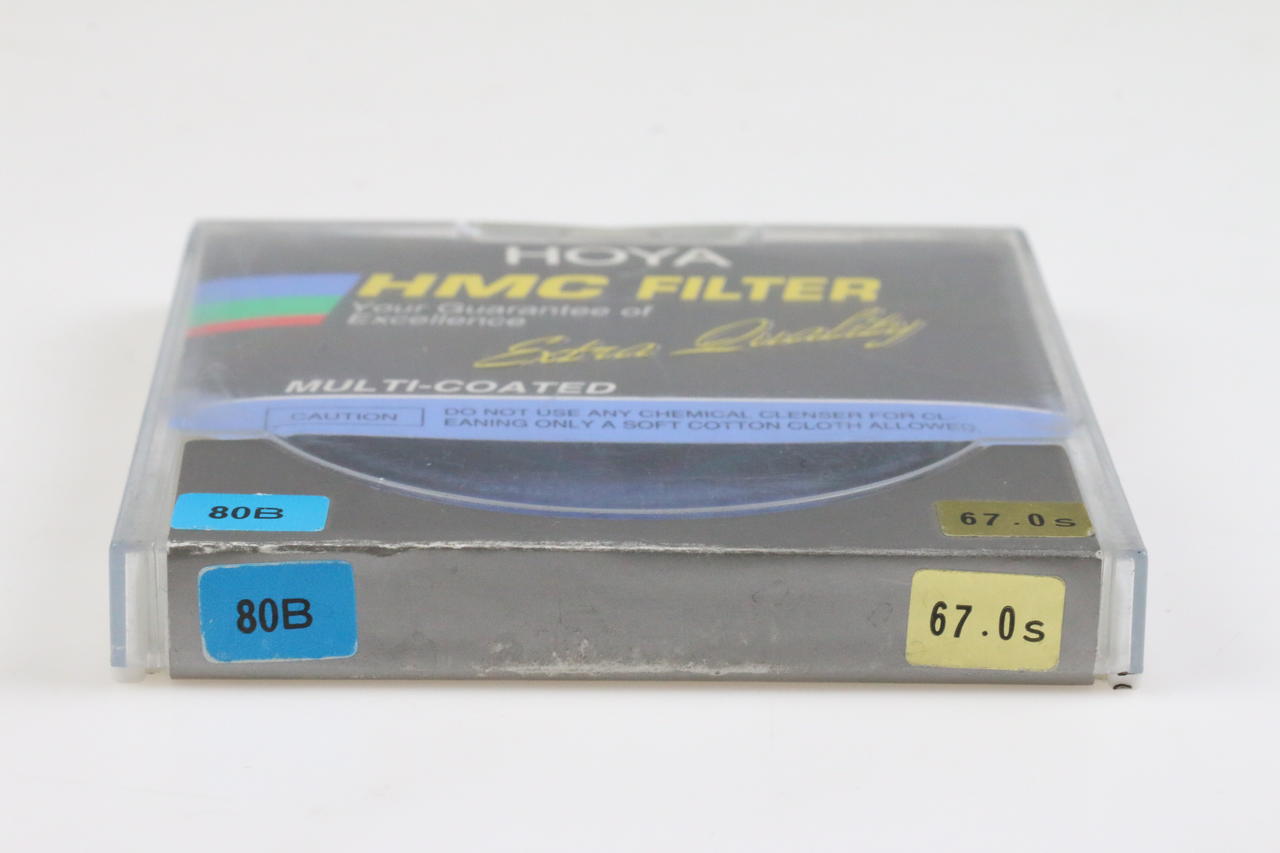 HOYA
HMC FILTER
Your Guarantee of
Excellence
Extra Quality
MULTI-COATED
CAUTION
DO NOT USE ANY CHEMICAL CLENSER FOR CL-
EANING ONLY A SOFT COTTON CLOTH ALLOWED.
80B
67.0s
80B
67.0s